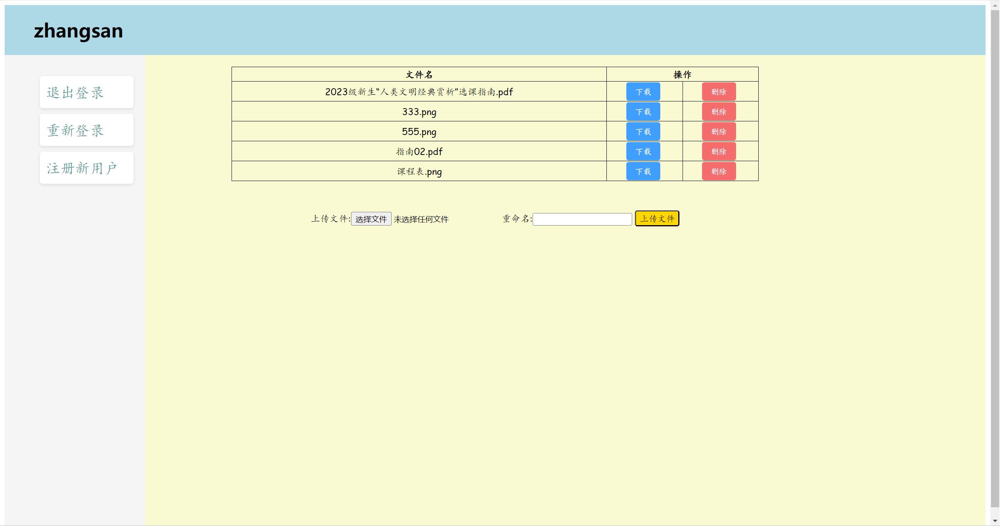 zhangsan
退出登录
重新登录
注册新用户
文件名 操作
2023级新生“人类文明经典赏析”选课指南.pdf 下载 删除
333.png 下载 删除
555.png 下载 删除
指南02.pdf 下载 删除
课程表.png 下载 删除
上传文件:选择文件 未选择任何文件 重命名: 上传文件